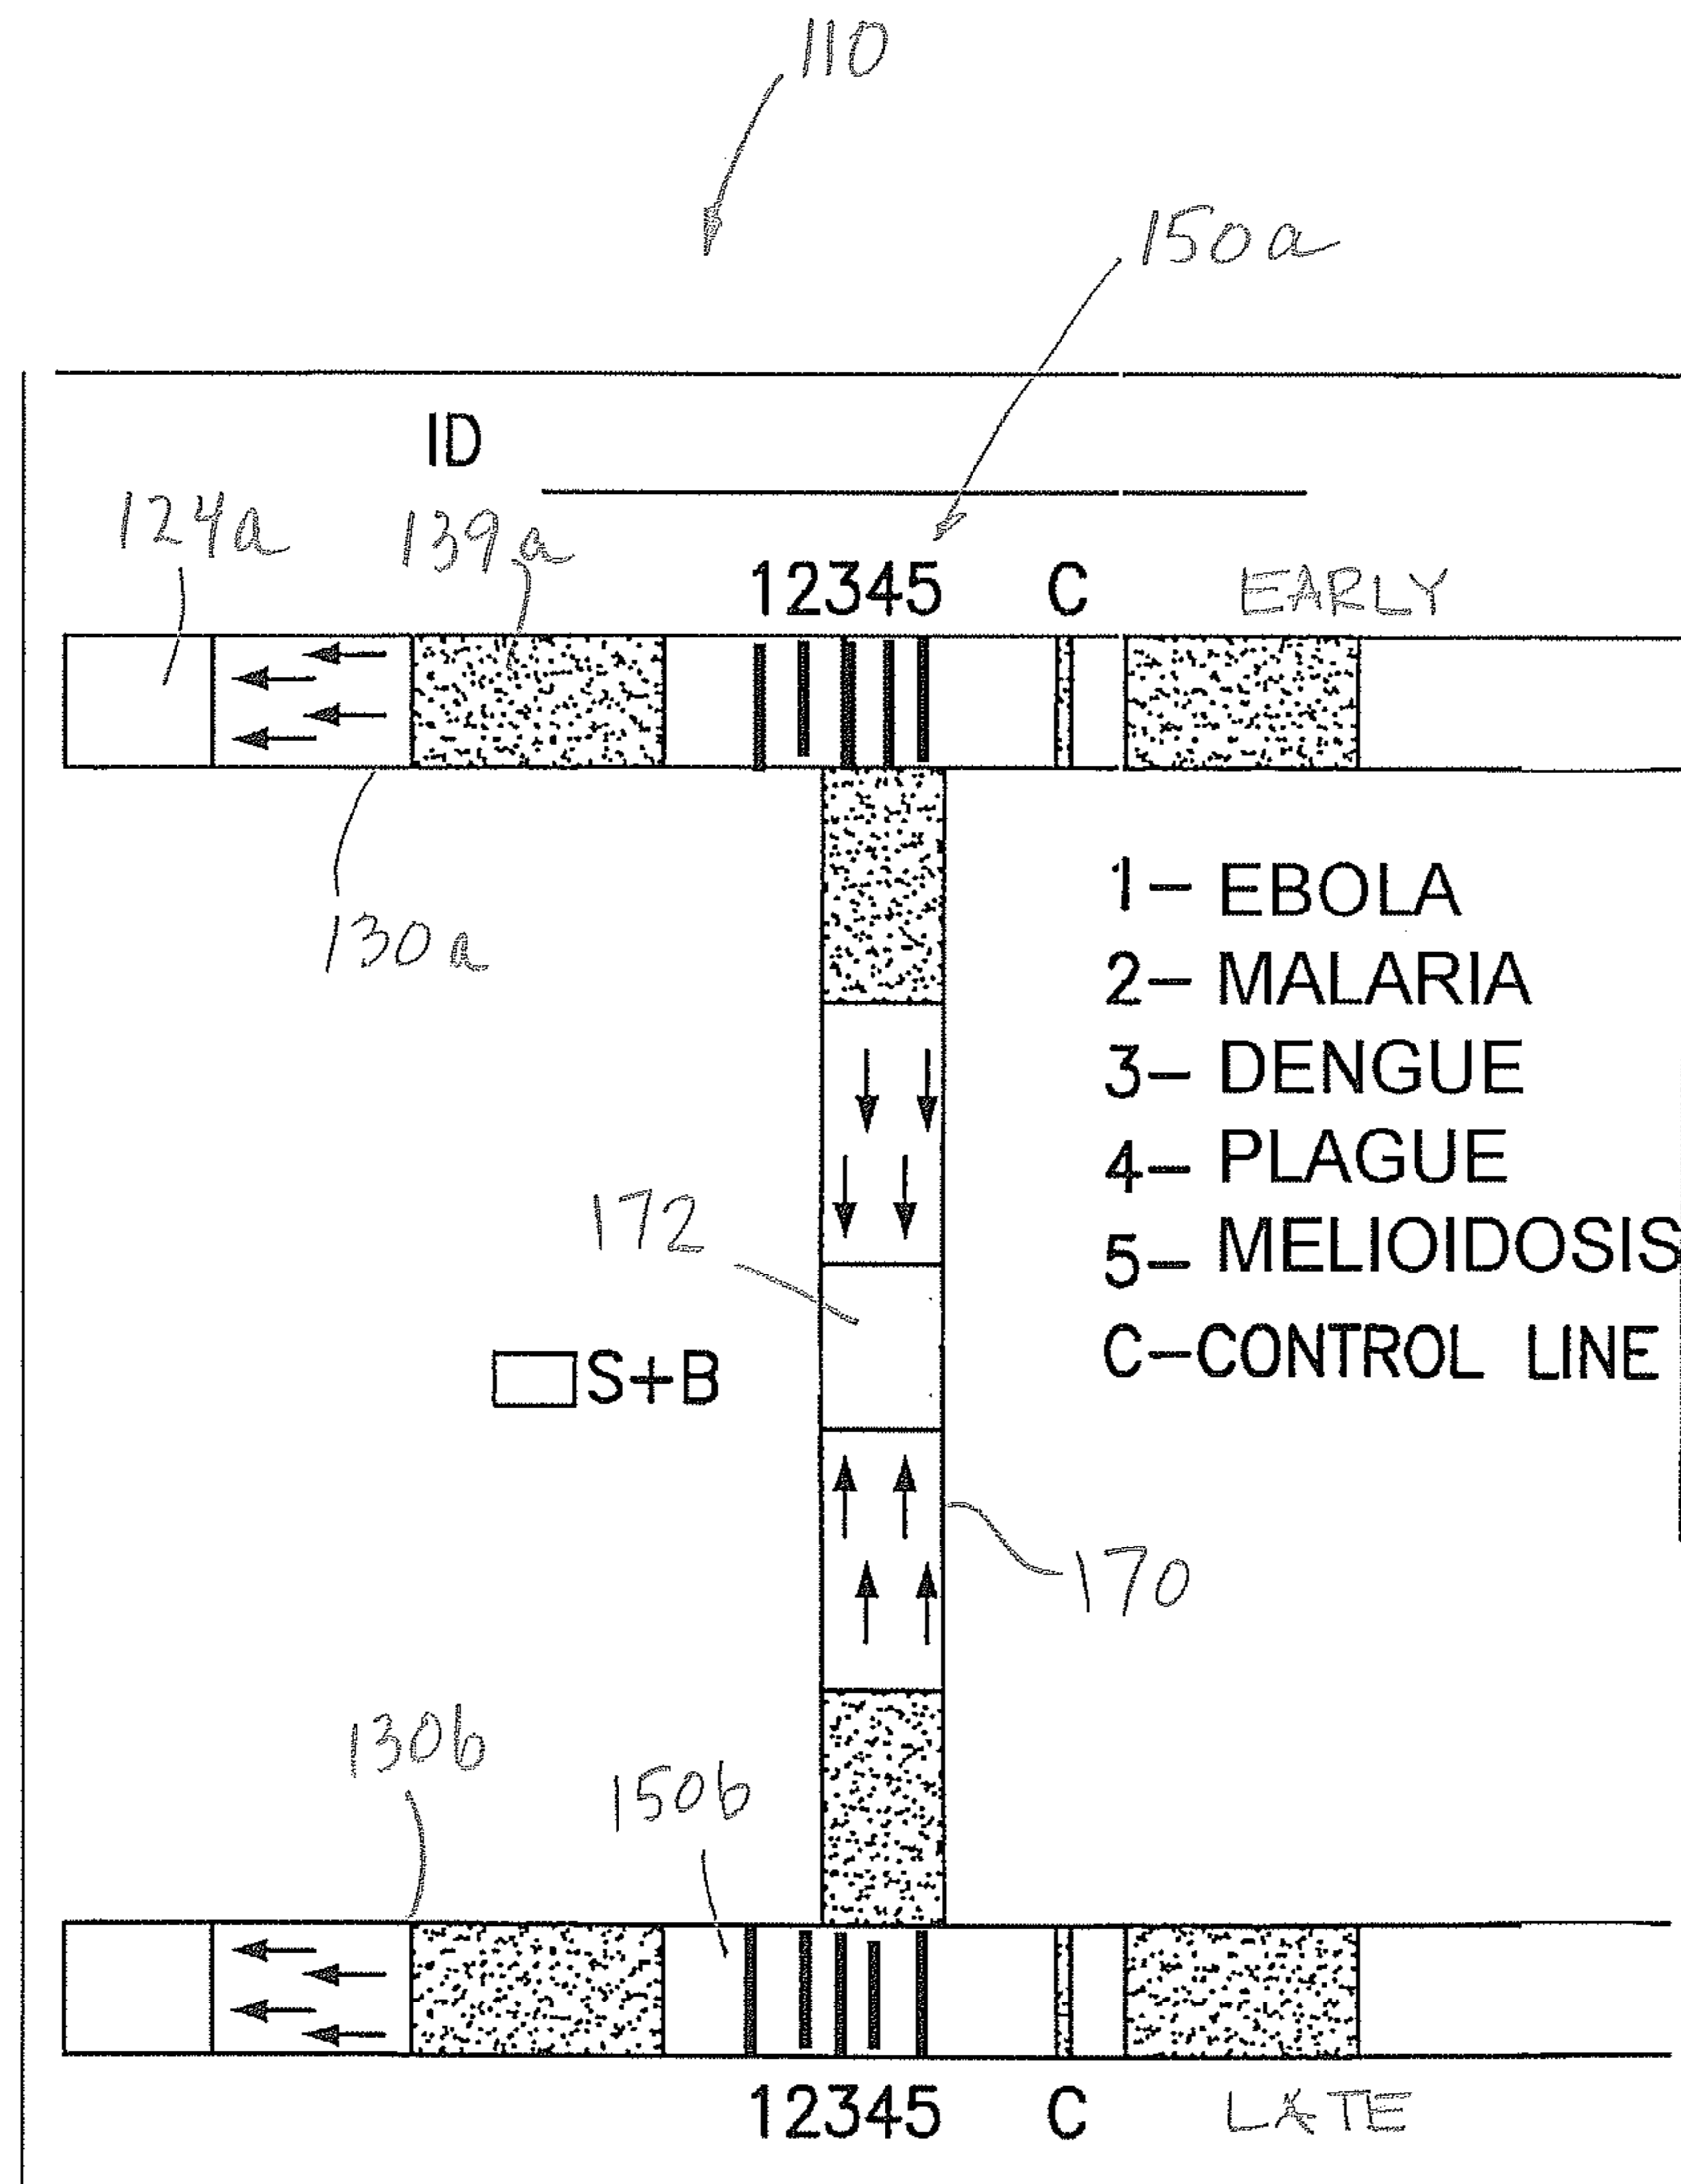 110
150a
ID
124a 139a
12345 C EARLY
130a
1- EBOLA
2- MALARIA
3- DENGUE
4- PLAGUE
5- MELIOIDOSIS
C-CONTROL LINE
172
S+B
170
130b
150b
12345 C LATE